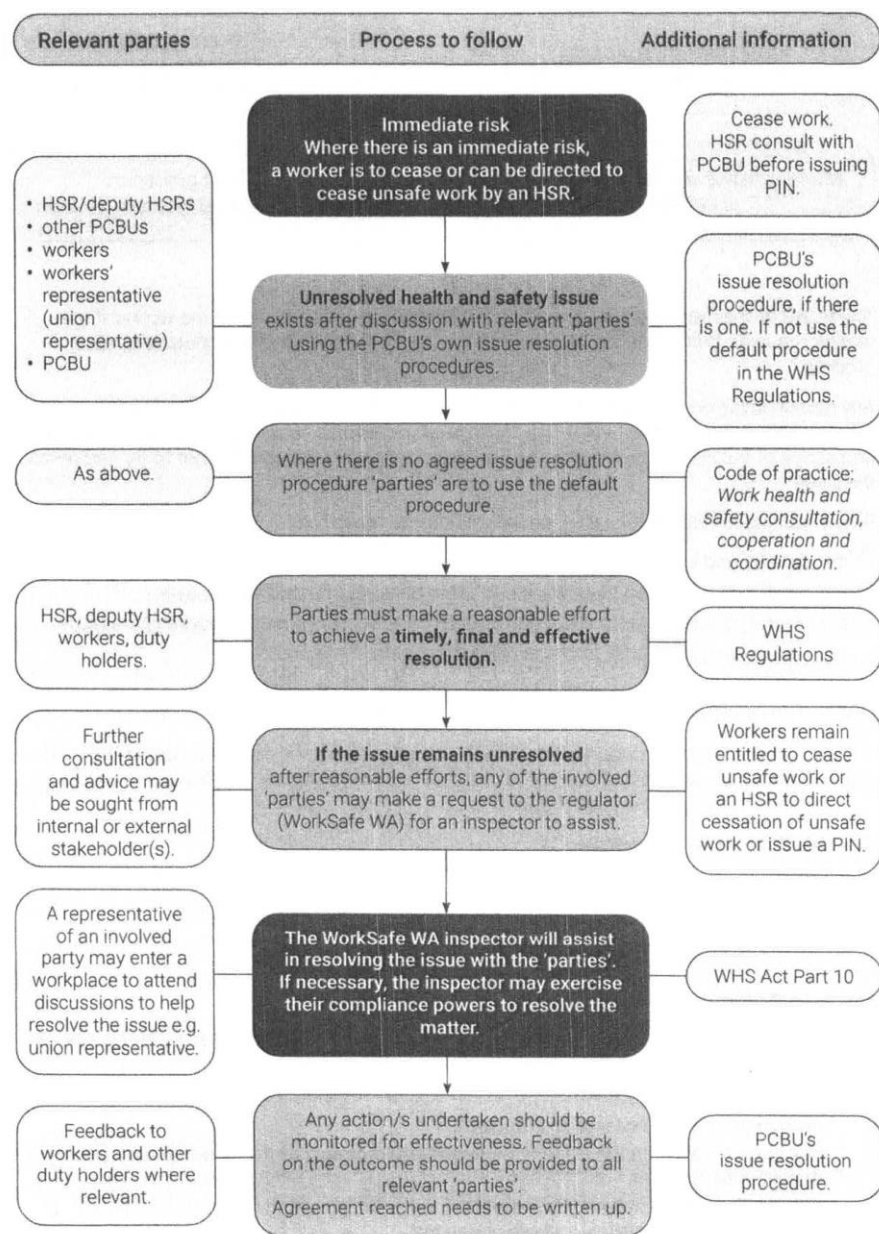 Relevant parties
Process to follow
Additional information
Immediate risk
Where there is an immediate risk,
a worker is to cease or can be directed to
cease unsafe work by an HSR.
Cease work.
HSR consult with
PCBU before issuing
PIN.
• HSR/deputy HSRs
• other PCBUs
• workers
• workers'
representative
(union
representative)
• PCBU
Unresolved health and safety issue
exists after discussion with relevant 'parties'
using the PCBU's own issue resolution
procedures.
PCBU's
issue resolution
procedure, if there
is one. If not use the
default procedure
in the WHS
Regulations.
As above.
Where there is no agreed issue resolution
procedure 'parties' are to use the default
procedure.
Code of practice:
Work health and
safety consultation,
cooperation and
coordination.
HSR, deputy HSR,
workers, duty
holders.
Parties must make a reasonable effort
to achieve a timely, final and effective
resolution.
WHS
Regulations
Further
consultation
and advice may
be sought from
internal or external
stakeholder(s).
If the issue remains unresolved
after reasonable efforts, any of the involved
'parties' may make a request to the regulator
(WorkSafe WA) for an inspector to assist.
Workers remain
entitled to cease
unsafe work or
an HSR to direct
cessation of unsafe
work or issue a PIN.
A representative
of an involved
party may enter a
workplace to attend
discussions to help
resolve the issue e.g.
union representative.
The WorkSafe WA inspector will assist
in resolving the issue with the 'parties'.
If necessary, the inspector may exercise
their compliance powers to resolve the
matter.
WHS Act Part 10
Feedback to
workers and other
duty holders where
relevant.
Any action/s undertaken should be
monitored for effectiveness. Feedback
on the outcome should be provided to all
relevant 'parties'.
Agreement reached needs to be written up.
PCBU's
issue resolution
procedure.